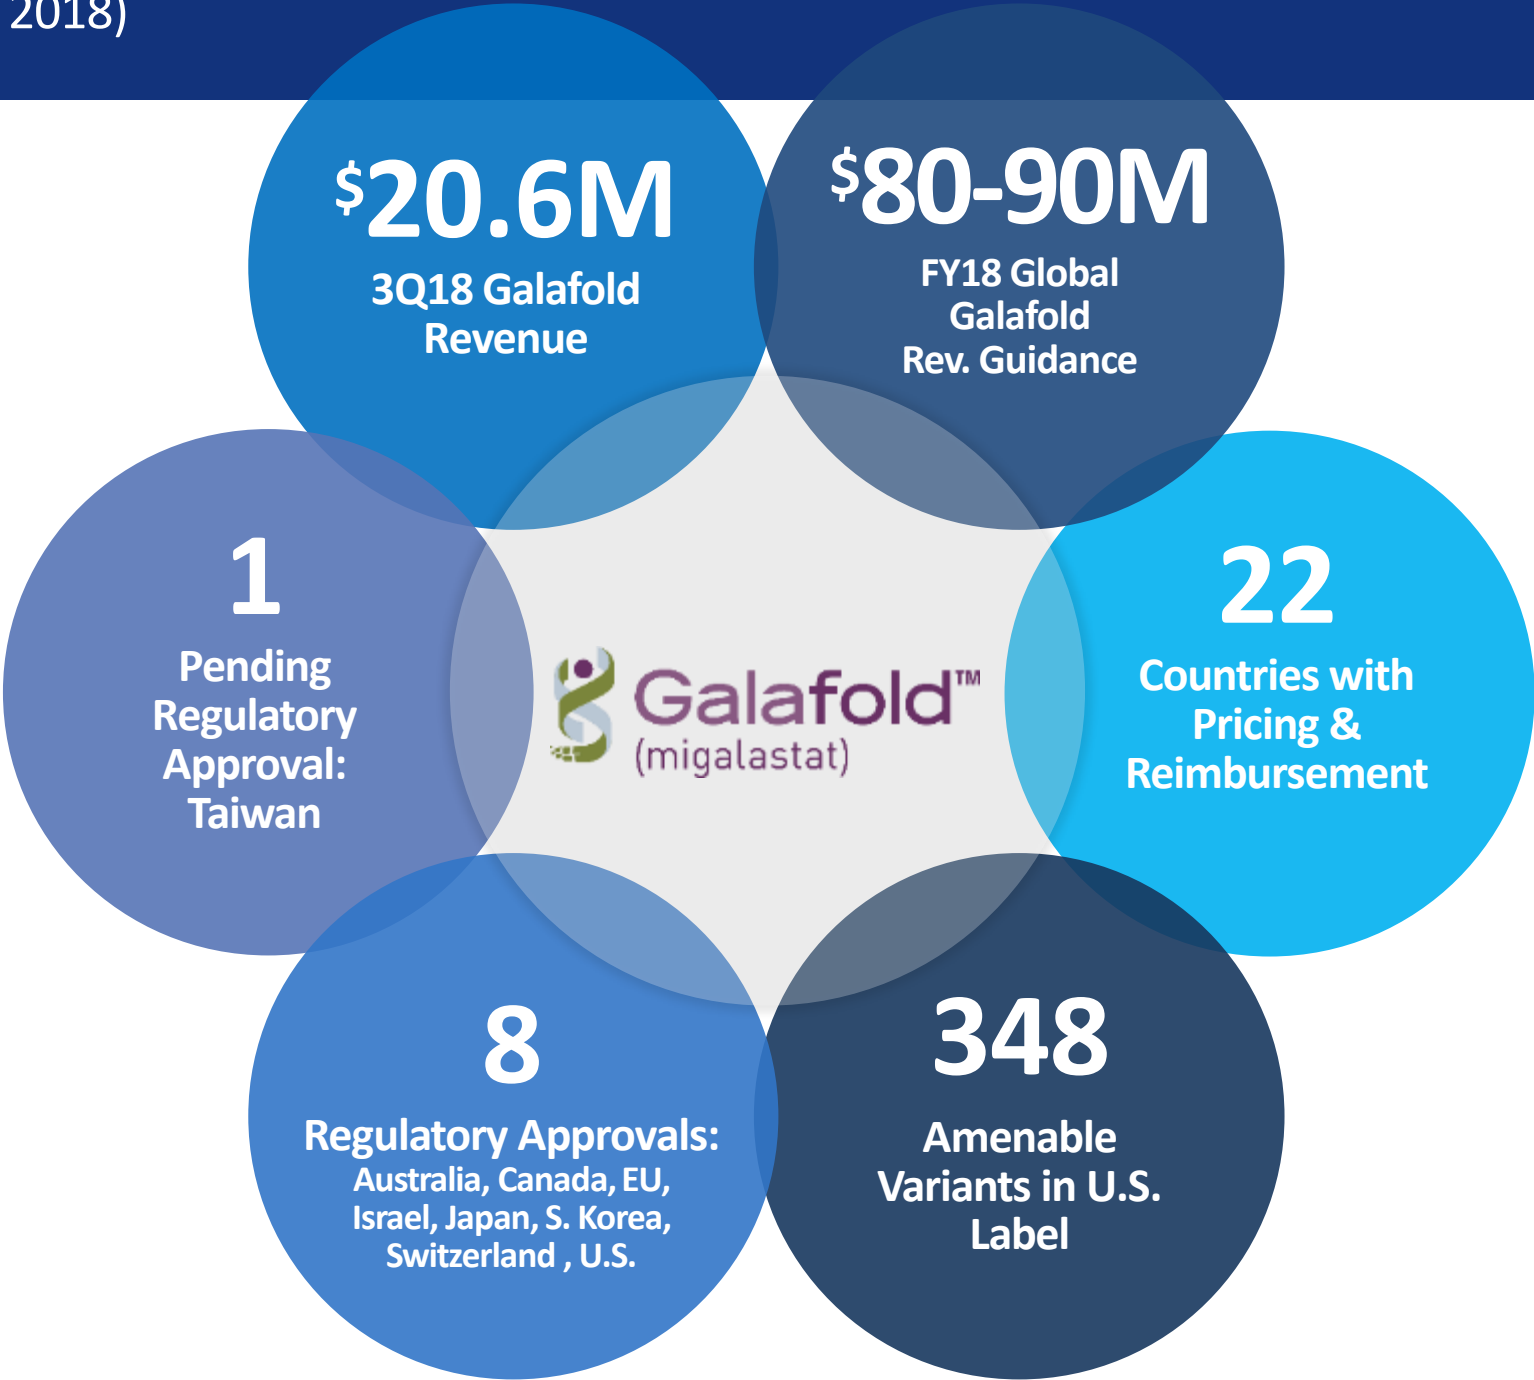 2018)
$20.6M
3Q18 Galafold
Revenue
$80-90M
FY18 Global
Galafold
Rev. Guidance
1
Pending
Regulatory
Approval:
Taiwan
Galafold™
(migalastat)
22
Countries with
Pricing &
Reimbursement
8
Regulatory Approvals:
Australia, Canada, EU,
Israel, Japan, S. Korea,
Switzerland , U.S.
348
Amenable
Variants in U.S.
Label